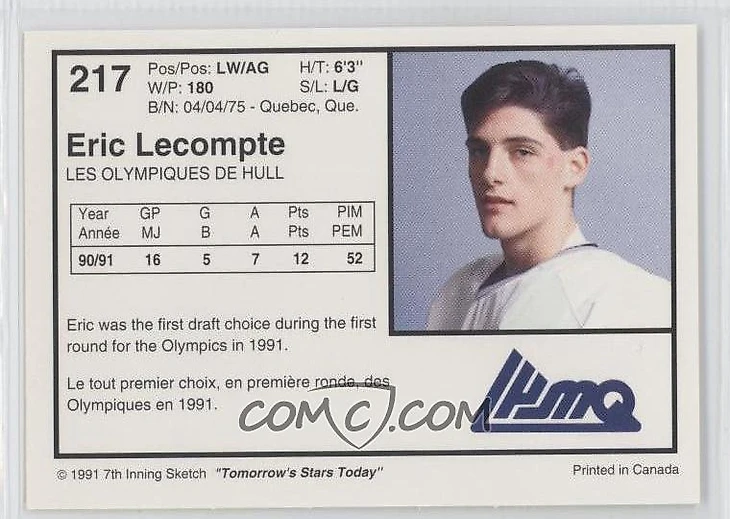 217
Pos/Pos: LW/AG H/T: 6'3"
W/P: 180 S/L: L/G
B/N: 04/04/75 - Quebec, Que.
Eric Lecompte
LES OLYMPIQUES DE HULL
Year GP G A Pts PIM
Année MJ B A Pts PEM
90/91 16 5 7 12 52
Eric was the first draft choice during the first
round for the Olympics in 1991.
Le tout premier choix, en première ronde, des
Olympiques en 1991.
COMC.COM
LHJMQ
© 1991 7th Inning Sketch "Tomorrow's Stars Today"
Printed in Canada